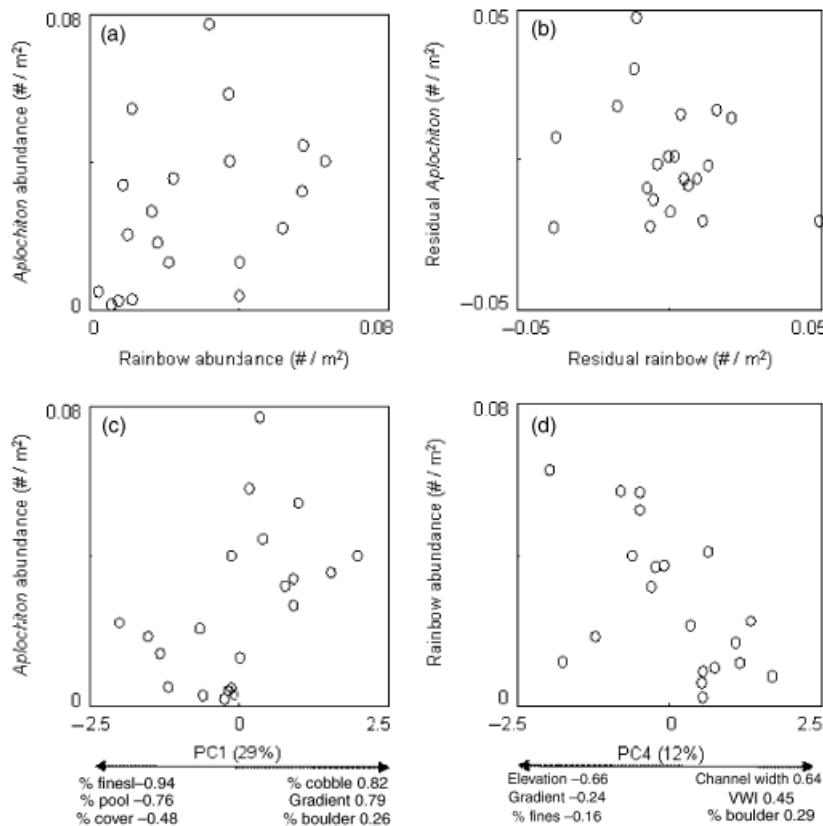 (a)
0.08
Aplochiton abundance (# / m²)
0
0
0.08
Rainbow abundance (# / m²)
(b)
0.05
Residual Aplochiton (# / m²)
−0.05
−0.05
0.05
Residual rainbow (# / m²)
(c)
0.08
Aplochiton abundance (# / m²)
0
−2.5
0
2.5
PC1 (29%)
% finesl−0.94
% pool −0.76
% cover −0.48
% cobble 0.82
Gradient 0.79
% boulder 0.26
(d)
0.08
Rainbow abundance (# / m²)
0
−2.5
0
2.5
PC4 (12%)
Elevation −0.66
Gradient −0.24
% fines −0.16
Channel width 0.64
VWI 0.45
% boulder 0.29